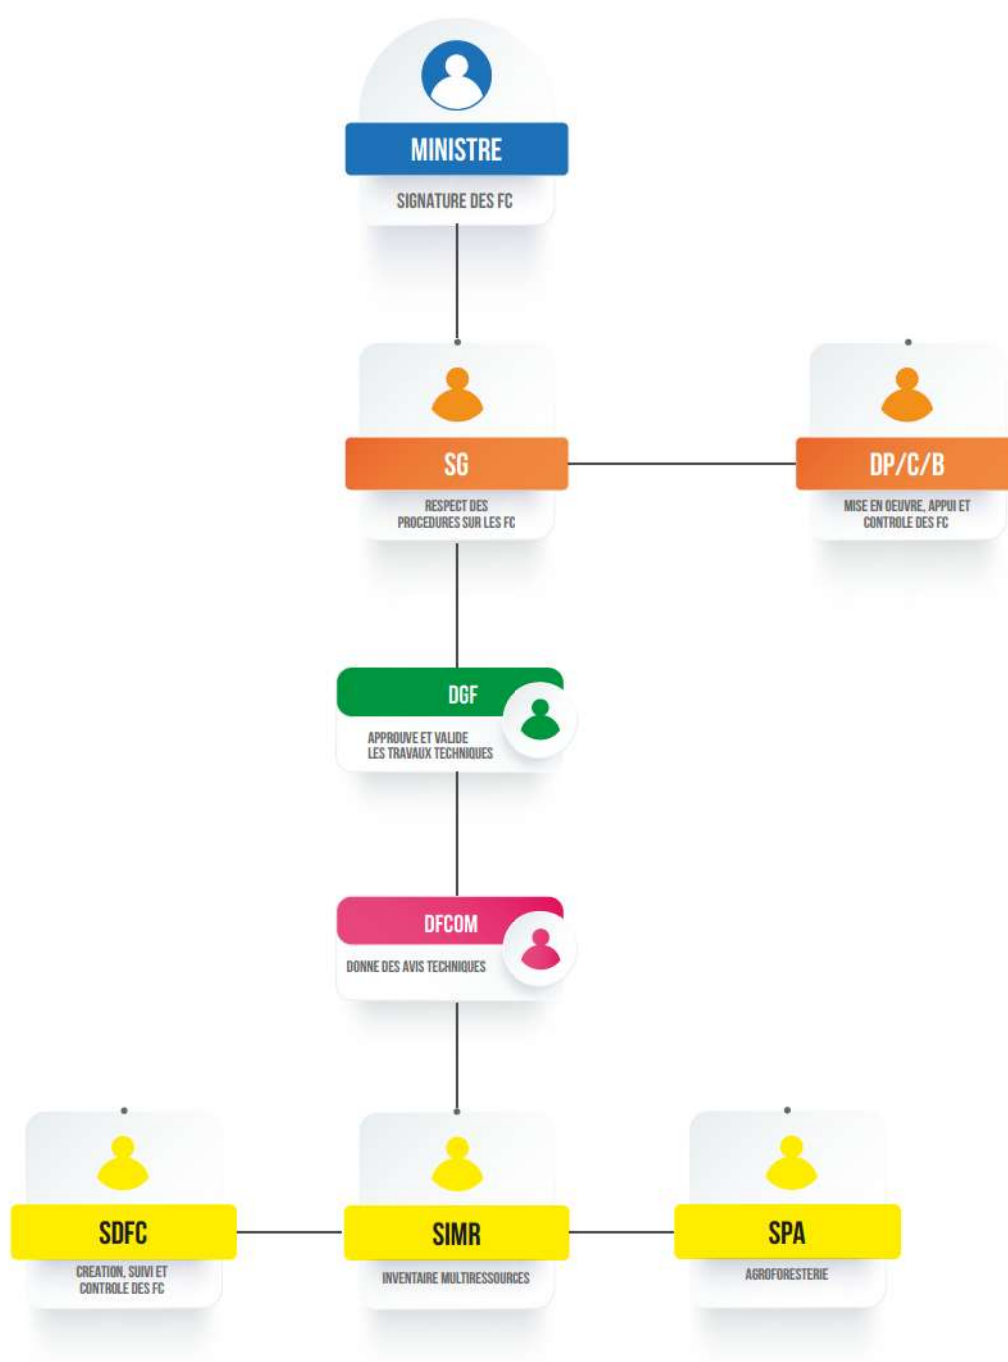 MINISTRE
SIGNATURE DES FC
SG
RESPECT DES
PROCEDURES SUR LES FC
DP/C/B
MISE EN OEUVRE, APPUI ET
CONTROLE DES FC
DGF
APPROUVE ET VALIDE
LES TRAVAUX TECHNIQUES
DFCOM
DONNE DES AVIS TECHNIQUES
SDFC
CREATION, SUIVI ET
CONTROLE DES FC
SIMR
INVENTAIRE MULTIRESSOURCES
SPA
AGROFORESTERIE